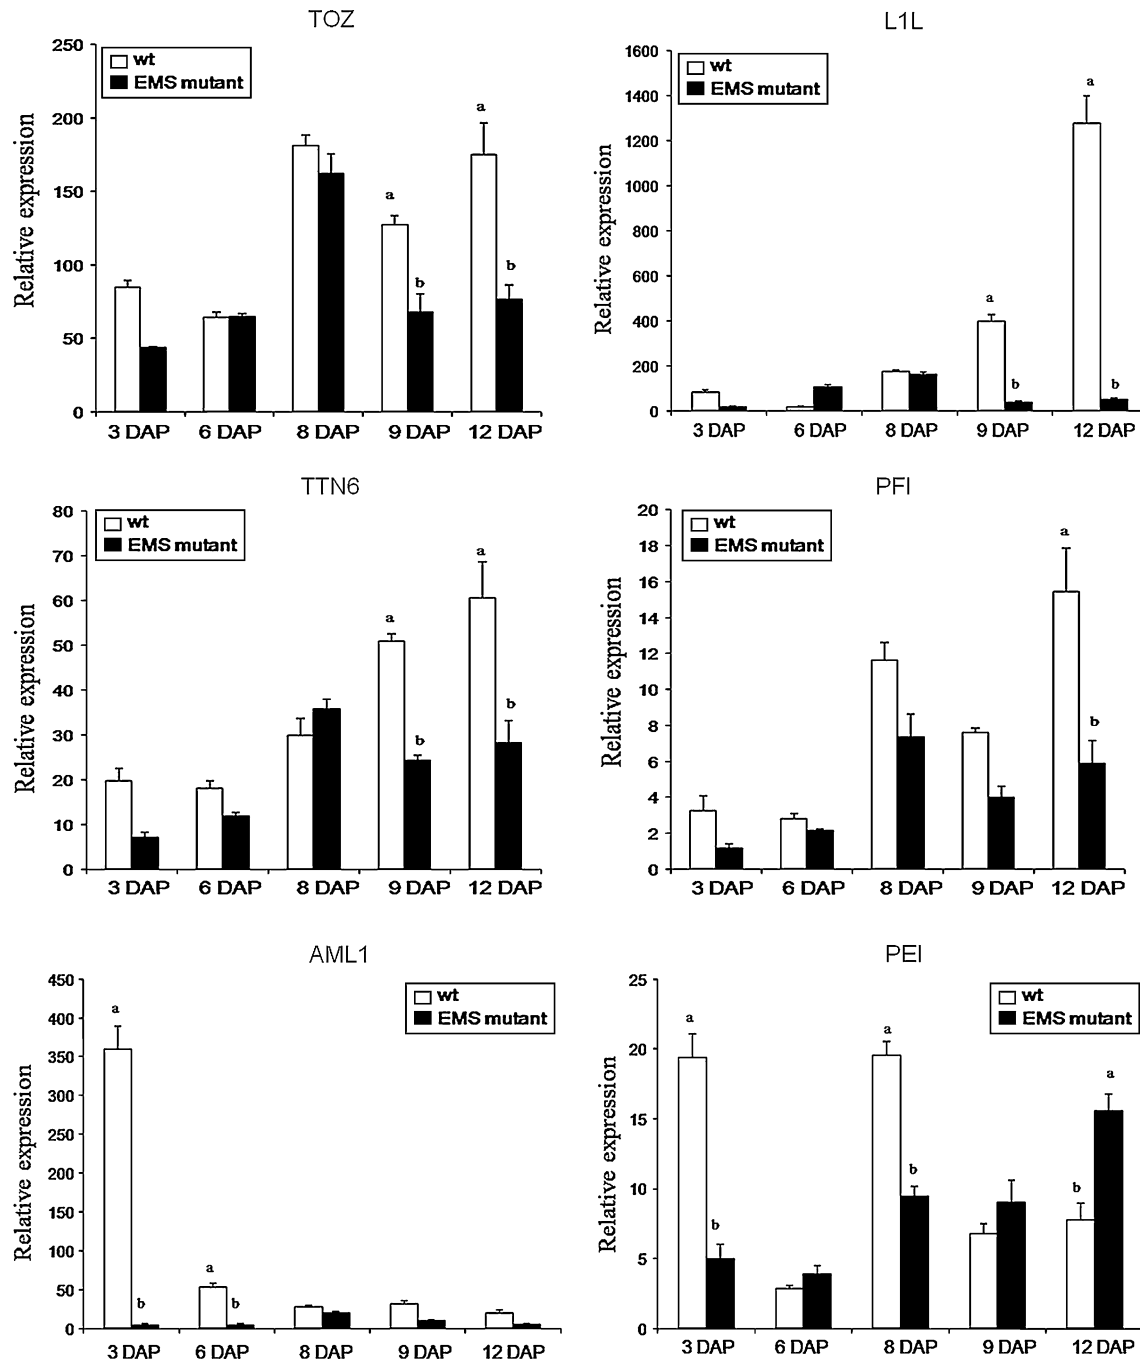 TOZ
250
200
150
100
50
0
Relative expression
wt
EMS mutant
a
b
a
b
3 DAP 6 DAP 8 DAP 9 DAP 12 DAP
L1L
1600
1400
1200
1000
800
600
400
200
0
Relative expression
wt
EMS mutant
a
b
a
b
3 DAP 6 DAP 8 DAP 9 DAP 12 DAP
TTN6
80
70
60
50
40
30
20
10
0
Relative expression
wt
EMS mutant
a
b
a
b
3 DAP 6 DAP 8 DAP 9 DAP 12 DAP
PFI
20
18
16
14
12
10
8
6
4
2
0
Relative expression
wt
EMS mutant
a
b
3 DAP 6 DAP 8 DAP 9 DAP 12 DAP
AML1
450
400
350
300
250
200
150
100
50
0
Relative expression
wt
EMS mutant
a
b
a
b
3 DAP 6 DAP 8 DAP 9 DAP 12 DAP
PEI
25
20
15
10
5
0
Relative expression
wt
EMS mutant
a
b
a
b
b
a
3 DAP 6 DAP 8 DAP 9 DAP 12 DAP